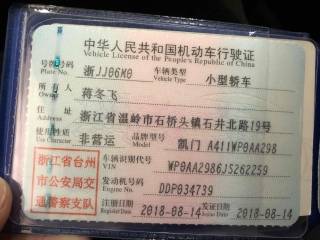 中华人民共和国机动车行驶证
Vehicle License of the People's Republic of China
号牌号码 浙JJ06M0 车辆类型 小型轿车
Plate No. Vehicle Type
所有人 蒋冬飞
Owner
住址 浙江省温岭市石桥头镇石井北路19号
Address
使用性质 非营运 品牌型号 凯门 A411WP0AA298
Use Character Model
浙江省台州 车辆识别代号 WP0AA2986JS262259
VIN
市公安局交 发动机号码 DDP034739
Engine No.
通警察支队 注册日期 2018-08-14 发证日期 2018-08-14
Register Date Issue Date